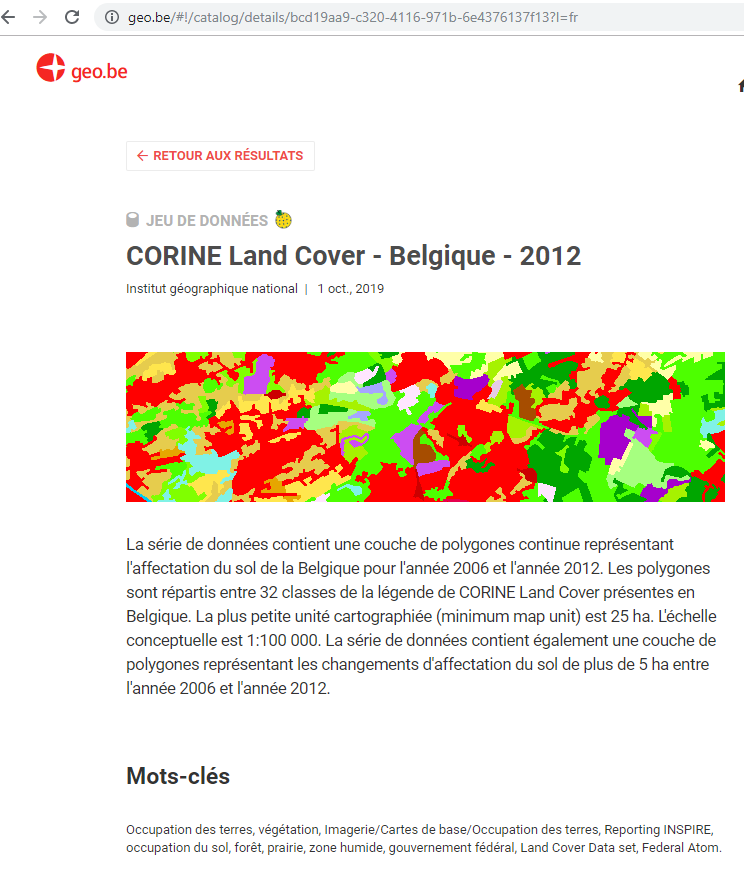 geo.be/#!/catalog/details/bcd19aa9-c320-4116-971b-6e4376137f13?l=fr
geo.be
← RETOUR AUX RÉSULTATS
JEU DE DONNÉES
CORINE Land Cover - Belgique - 2012
Institut géographique national | 1 oct., 2019
La série de données contient une couche de polygones continue représentant
l'affectation du sol de la Belgique pour l'année 2006 et l'année 2012. Les polygones
sont répartis entre 32 classes de la légende de CORINE Land Cover présentes en
Belgique. La plus petite unité cartographiée (minimum map unit) est 25 ha. L'échelle
conceptuelle est 1:100 000. La série de données contient également une couche de
polygones représentant les changements d'affectation du sol de plus de 5 ha entre
l'année 2006 et l'année 2012.
Mots-clés
Occupation des terres, végétation, Imagerie/Cartes de base/Occupation des terres, Reporting INSPIRE,
occupation du sol, forêt, prairie, zone humide, gouvernement fédéral, Land Cover Data set, Federal Atom.